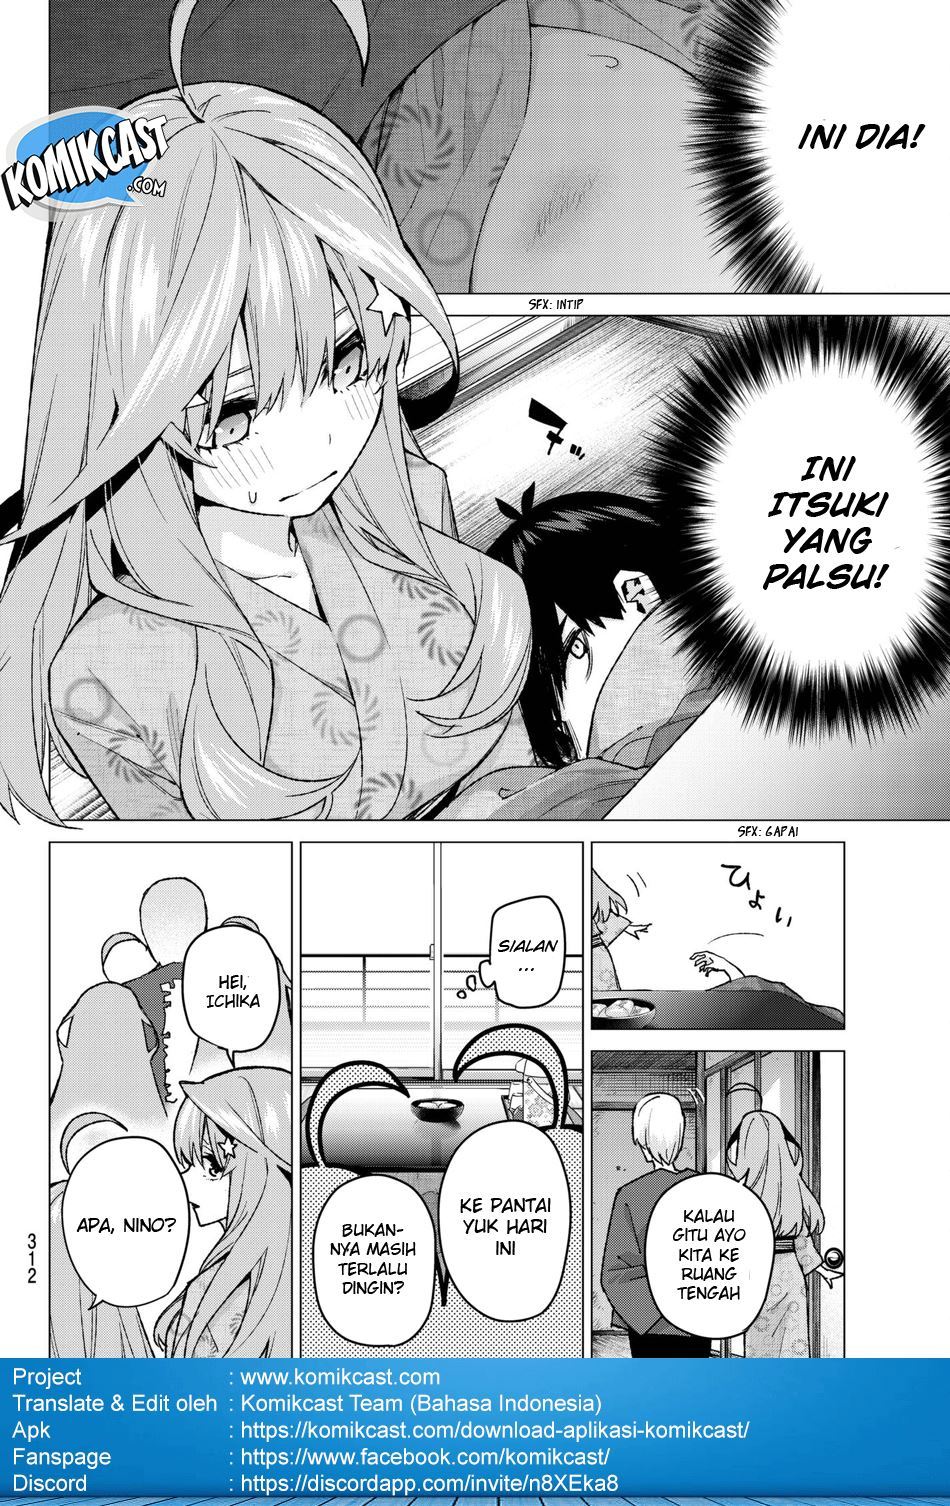 INI DIA!
KOMIKCAST
.COM
SFX: INTIP
INI
ITSUKI
YANG
PALSU!
SFX: GAPAI
ひょい
SIALAN
...
HEI,
ICHIKA
APA, NINO?
KE PANTAI
YUK HARI
INI
BUKAN-
NYA MASIH
TERLALU
DINGIN?
KALAU
GITU AYO
KITA KE
RUANG
TENGAH
312
Project : www.komikcast.com
Translate & Edit oleh : Komikcast Team (Bahasa Indonesia)
Apk : https://komikcast.com/download-aplikasi-komikcast/
Fanspage : https://www.facebook.com/komikcast/
Discord : https://discordapp.com/invite/n8XEka8